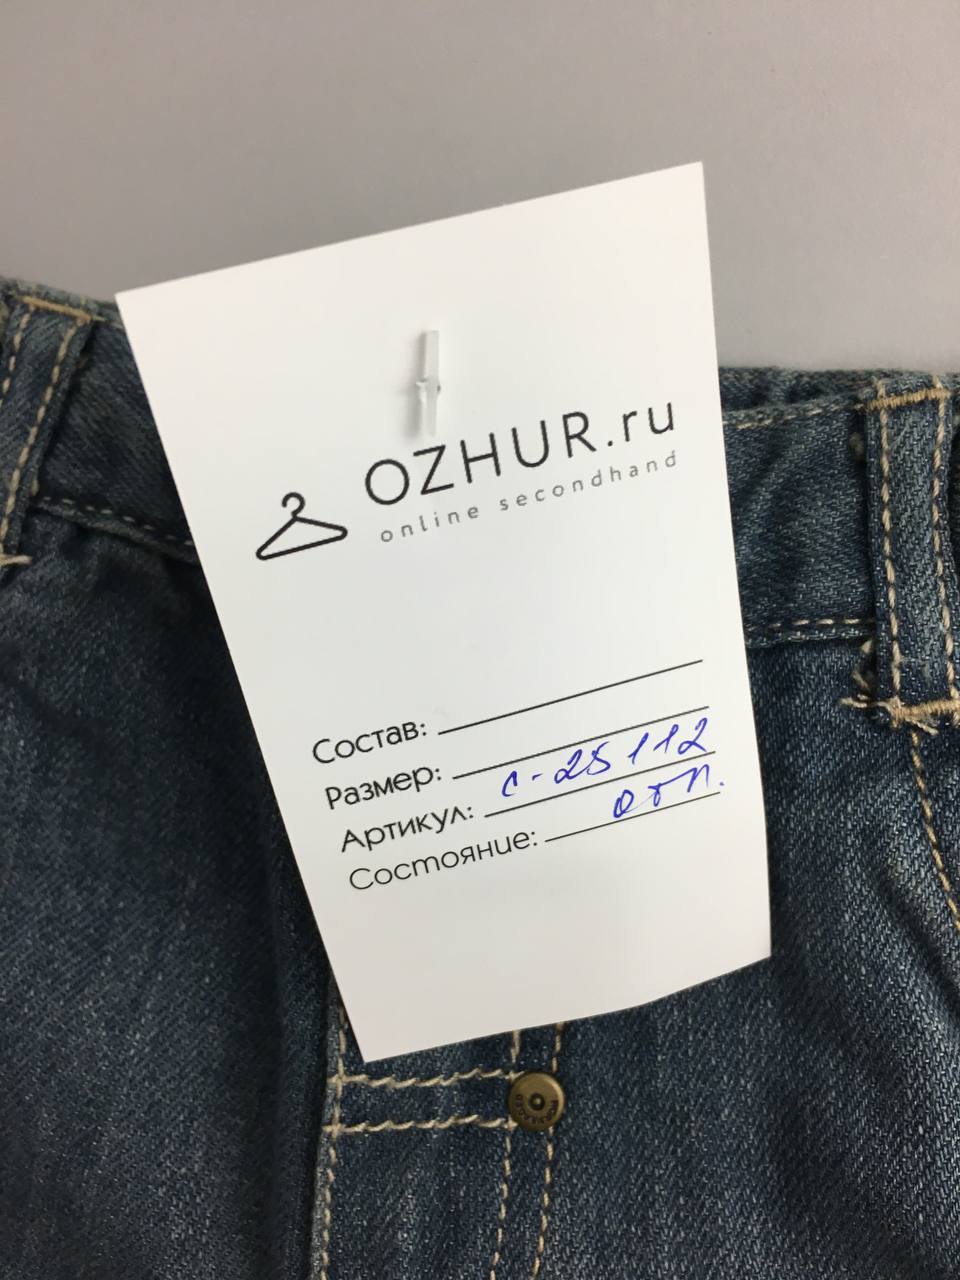 OZHUR.ru
online secondhand
Состав:
Размер:
Артикул: с-25112
Состояние: отл.